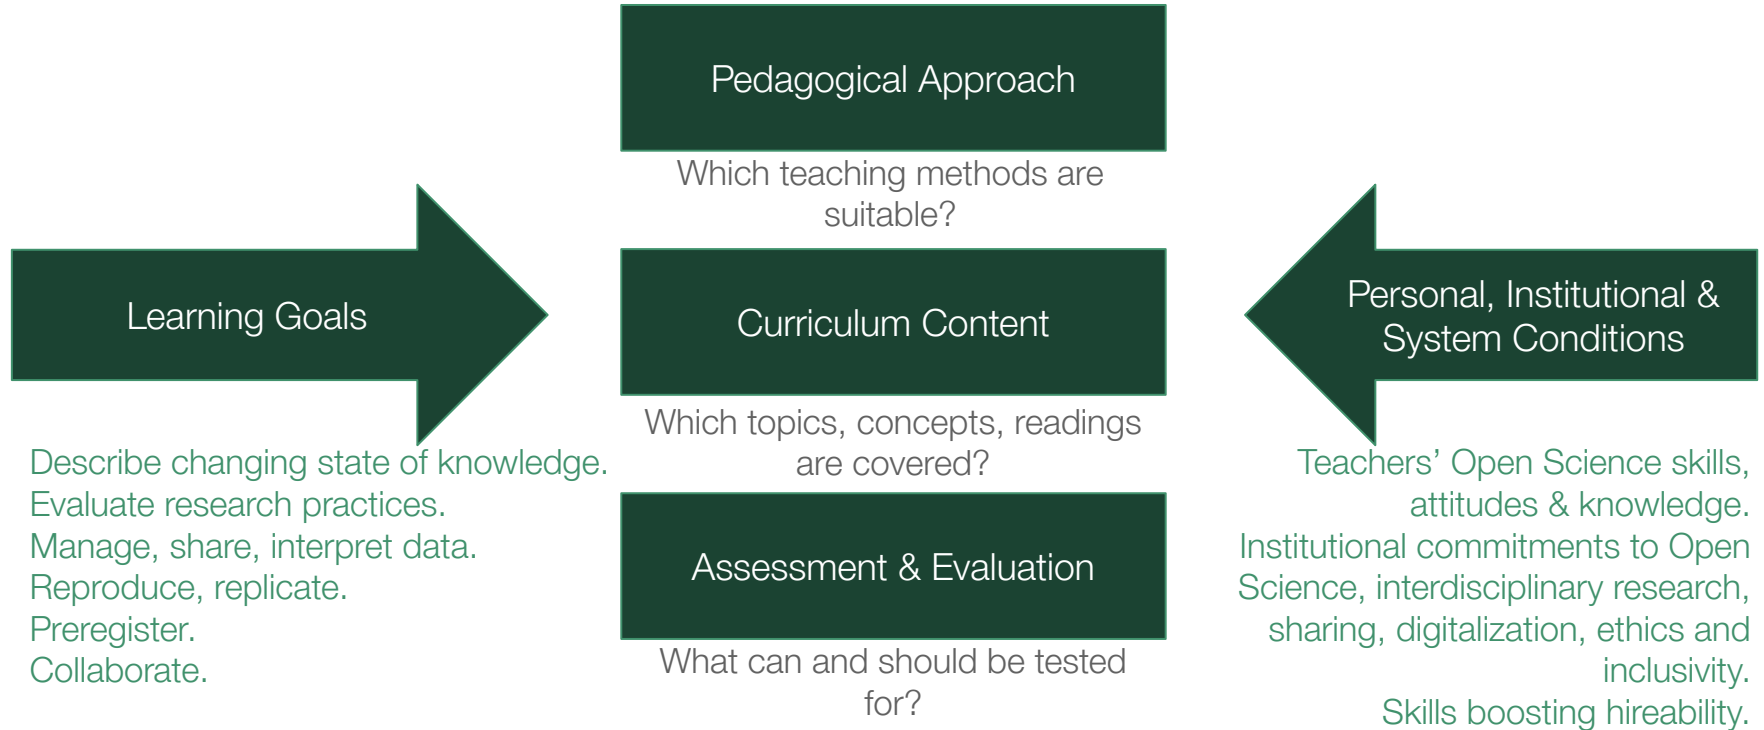 Pedagogical Approach
Which teaching methods are
suitable?
Learning Goals
Curriculum Content
Personal, Institutional &
System Conditions
Which topics, concepts, readings
are covered?
Describe changing state of knowledge.
Evaluate research practices.
Manage, share, interpret data.
Reproduce, replicate.
Preregister.
Collaborate.
Assessment & Evaluation
What can and should be tested
for?
Teachers’ Open Science skills,
attitudes & knowledge.
Institutional commitments to Open
Science, interdisciplinary research,
sharing, digitalization, ethics and
inclusivity.
Skills boosting hireability.